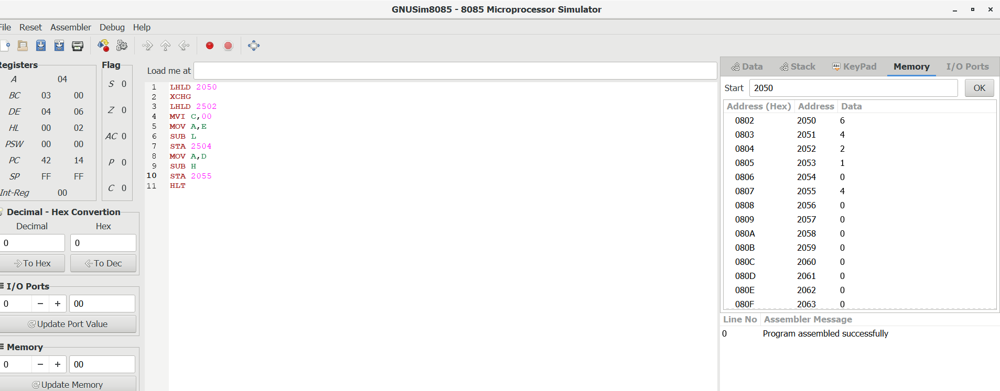 GNUSim8085 - 8085 Microprocessor Simulator
File Reset Assembler Debug Help
Registers
A 04
BC 03 00
DE 04 06
HL 00 02
PSW 00 00
PC 42 14
SP FF FF
Int-Reg 00
Flag
S 0
Z 0
AC 0
P 0
C 0
Decimal - Hex Convertion
Decimal Hex
0 0
To Hex To Dec
I/O Ports
0 − + 00
Update Port Value
Memory
0 − + 00
Update Memory
Load me at
1 LHLD 2050
2 XCHG
3 LHLD 2502
4 MVI C,00
5 MOV A,E
6 SUB L
7 STA 2504
8 MOV A,D
9 SUB H
10 STA 2055
11 HLT
Data Stack Abc KeyPad Memory I/O Ports
Start 2050 OK
Address (Hex) Address Data
0802 2050 6
0803 2051 4
0804 2052 2
0805 2053 1
0806 2054 0
0807 2055 4
0808 2056 0
0809 2057 0
080A 2058 0
080B 2059 0
080C 2060 0
080D 2061 0
080E 2062 0
080F 2063 0
Line No Assembler Message
0 Program assembled successfully